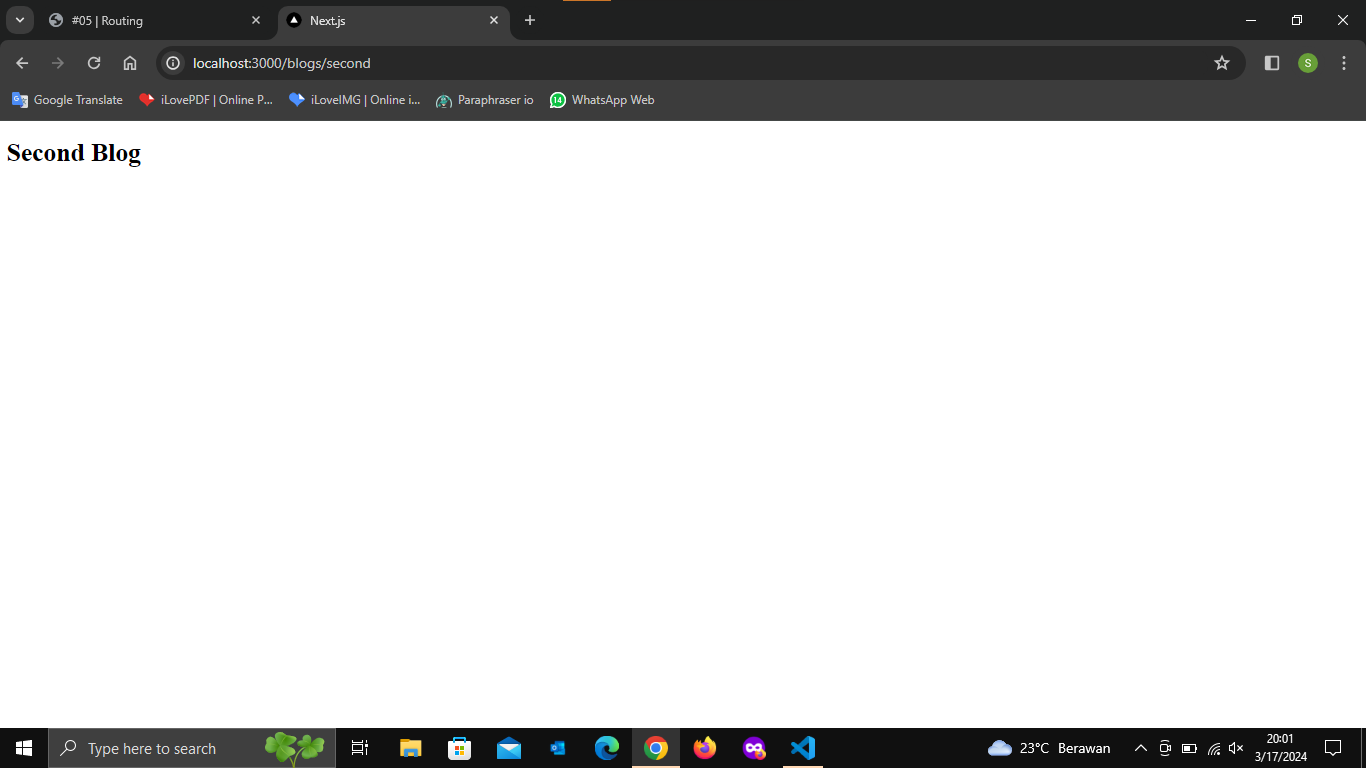 #05 | Routing
Next.js
localhost:3000/blogs/second
S
Google Translate
iLovePDF | Online P...
iLoveIMG | Online i...
Paraphraser io
14
WhatsApp Web
Second Blog
Type here to search
23°C Berawan
20:01
3/17/2024